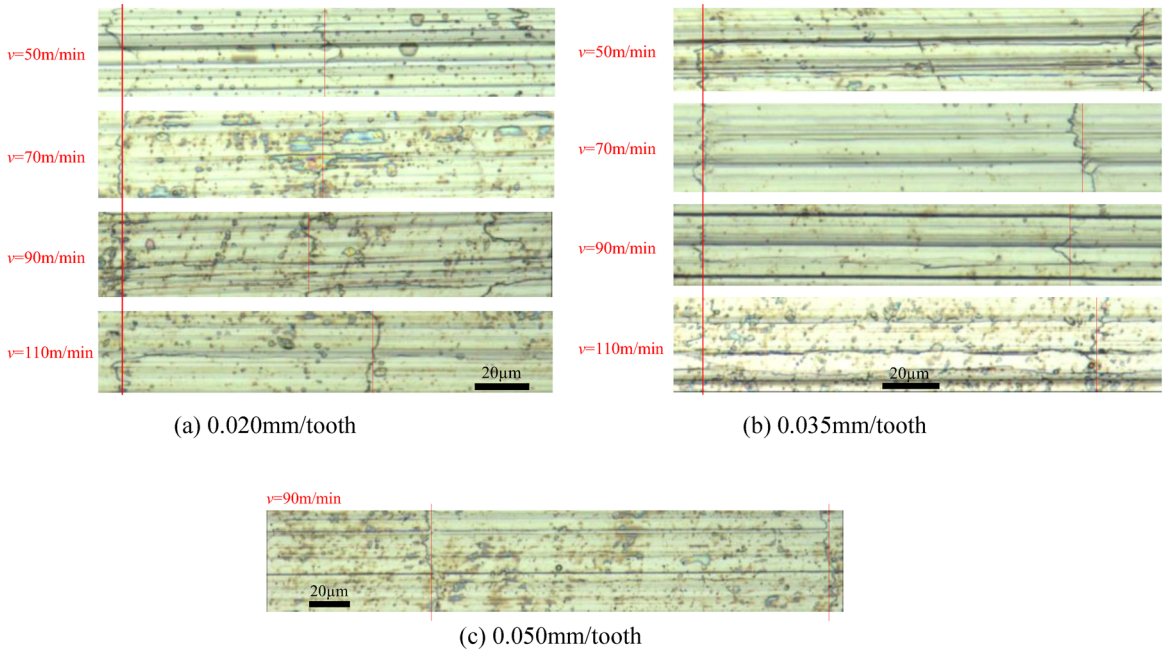 v=50m/min
v=70m/min
v=90m/min
v=110m/min
20μm
(a) 0.020mm/tooth
v=50m/min
v=70m/min
v=90m/min
v=110m/min
20μm
(b) 0.035mm/tooth
v=90m/min
20μm
(c) 0.050mm/tooth